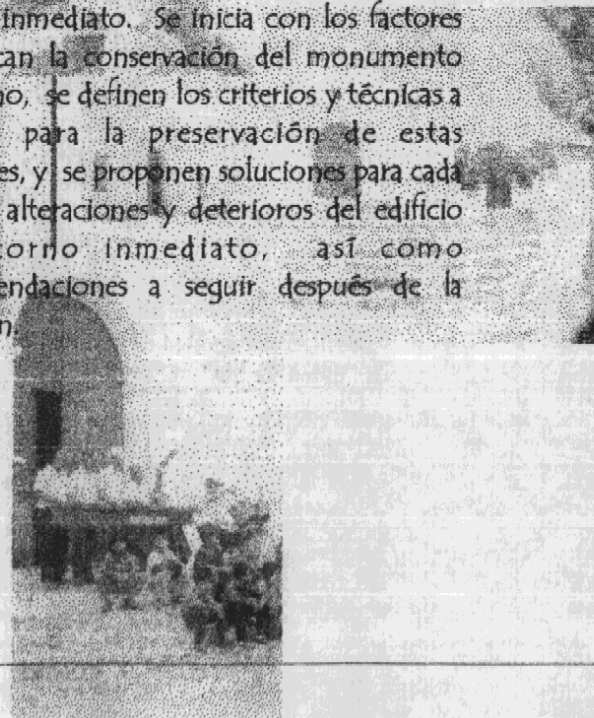 inmediato. Se inicia con los factores
can la conservación del monumento
no, se definen los criterios y técnicas a
para la preservación de estas
es, y se proponen soluciones para cada
alteraciones y deterioros del edificio
torno inmediato, así como
endaciones a seguir después de la
n.